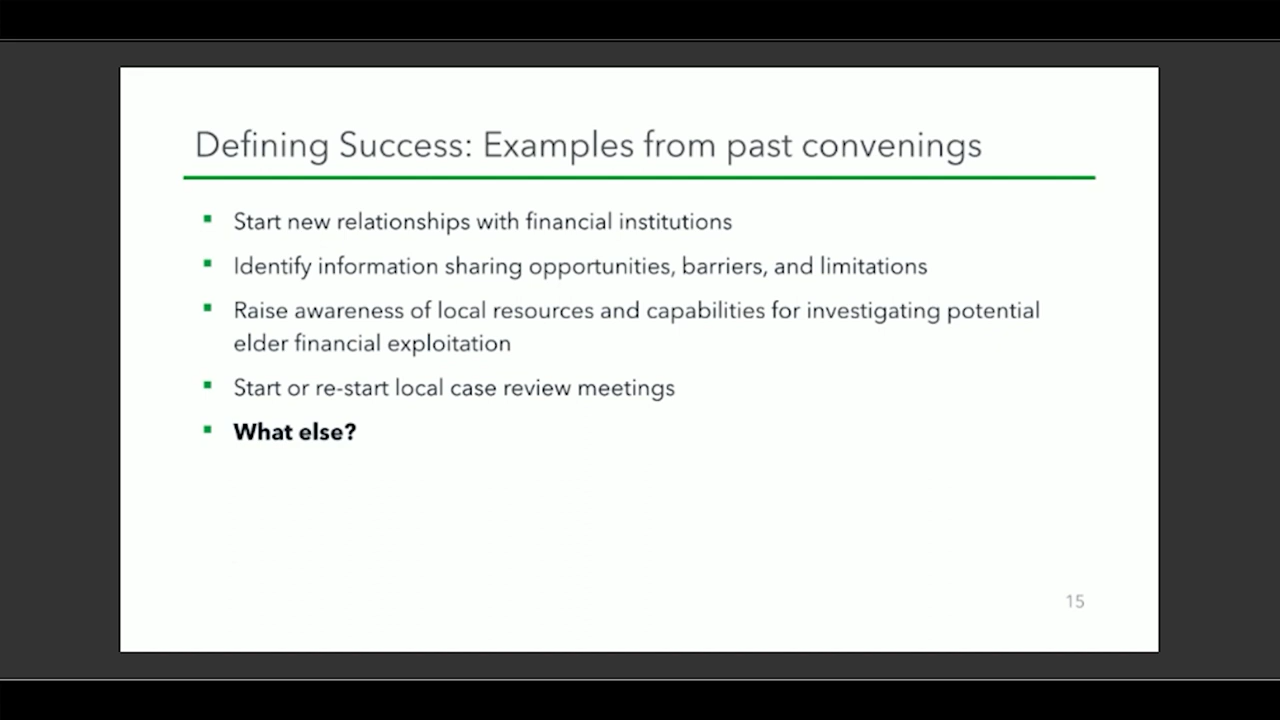 Defining Success: Examples from past convenings
Start new relationships with financial institutions
Identify information sharing opportunities, barriers, and limitations
Raise awareness of local resources and capabilities for investigating potential
elder financial exploitation
Start or re-start local case review meetings
What else?
15